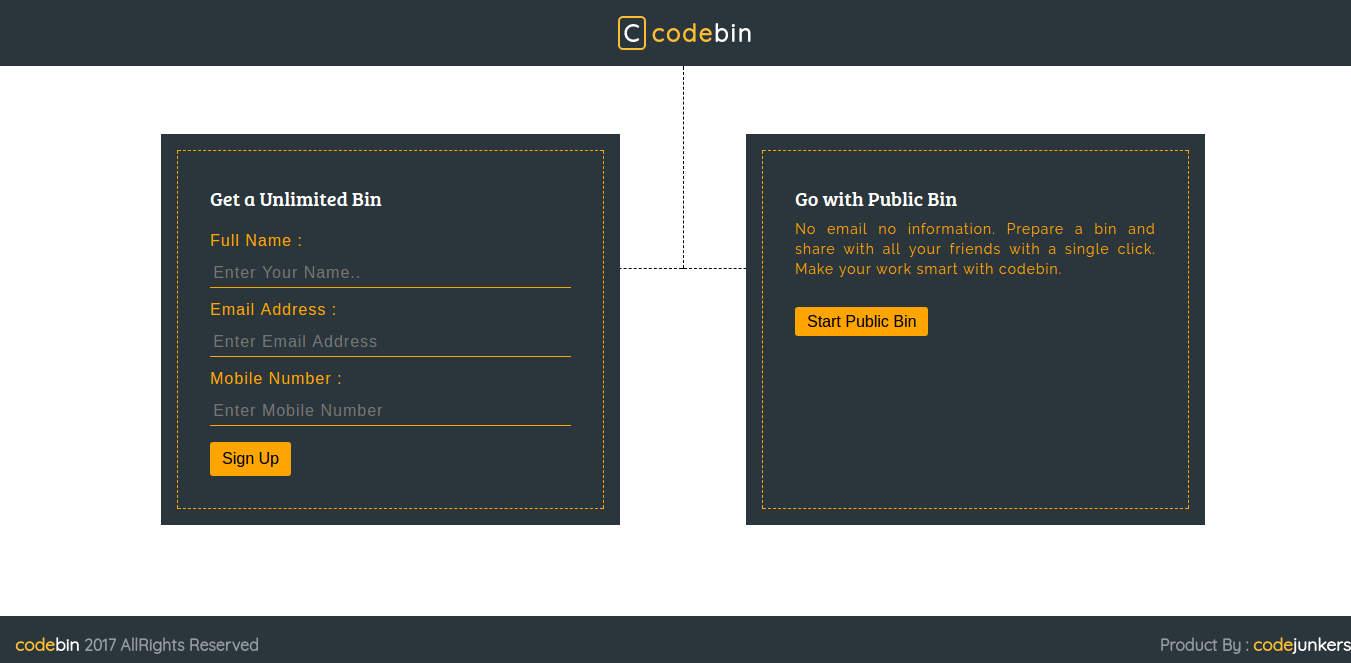 C codebin
Get a Unlimited Bin
Full Name :
Enter Your Name..
Email Address :
Enter Email Address
Mobile Number :
Enter Mobile Number
Sign Up
Go with Public Bin
No email no information. Prepare a bin and
share with all your friends with a single click.
Make your work smart with codebin.
Start Public Bin
codebin 2017 AllRights Reserved
Product By : codejunkers